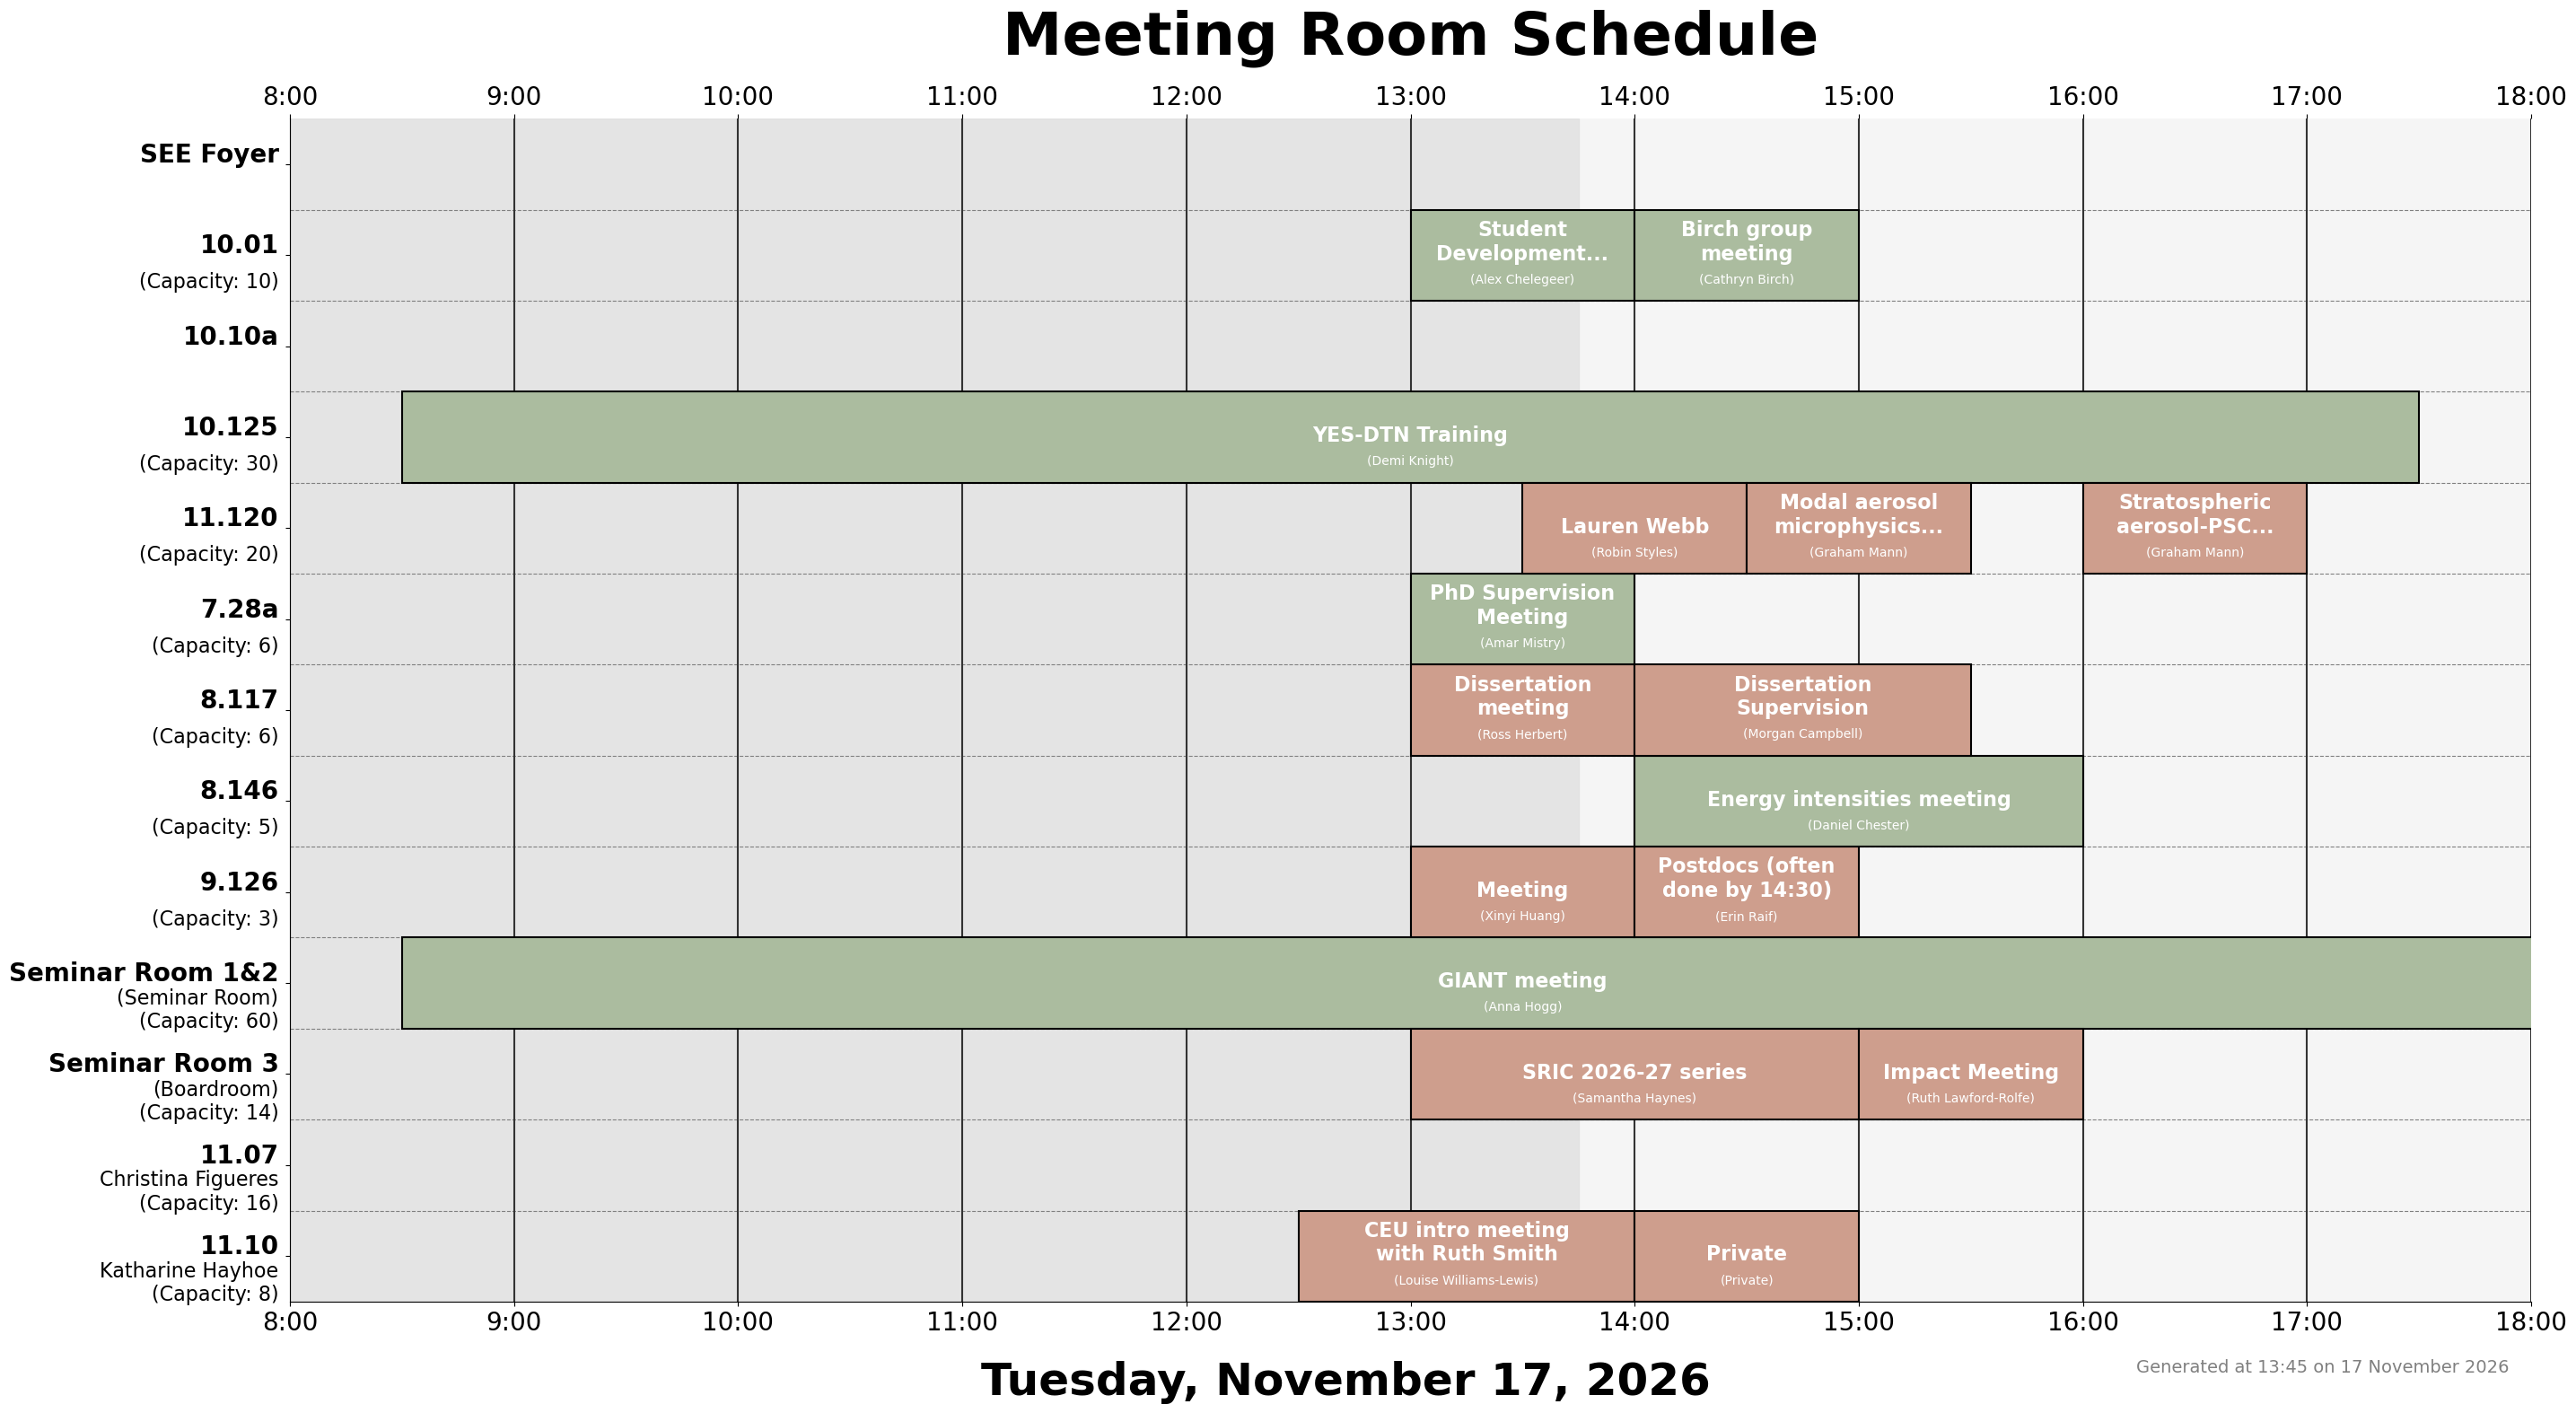 Meeting Room Schedule
8:00 9:00 10:00 11:00 12:00 13:00 14:00 15:00 16:00 17:00 18:00
SEE Foyer
10.01
(Capacity: 10)
Student
Development...
(Alex Chelegeer)
Birch group
meeting
(Cathryn Birch)
10.10a
10.125
(Capacity: 30)
YES-DTN Training
(Demi Knight)
11.120
(Capacity: 20)
Lauren Webb
(Robin Styles)
Modal aerosol
microphysics...
(Graham Mann)
Stratospheric
aerosol-PSC...
(Graham Mann)
7.28a
(Capacity: 6)
PhD Supervision
Meeting
(Amar Mistry)
8.117
(Capacity: 6)
Dissertation
meeting
(Ross Herbert)
Dissertation
Supervision
(Morgan Campbell)
8.146
(Capacity: 5)
Energy intensities meeting
(Daniel Chester)
9.126
(Capacity: 3)
Meeting
(Xinyi Huang)
Postdocs (often
done by 14:30)
(Erin Raif)
Seminar Room 1&2
(Seminar Room)
(Capacity: 60)
GIANT meeting
(Anna Hogg)
Seminar Room 3
(Boardroom)
(Capacity: 14)
SRIC 2026-27 series
(Samantha Haynes)
Impact Meeting
(Ruth Lawford-Rolfe)
11.07
Christina Figueres
(Capacity: 16)
11.10
Katharine Hayhoe
(Capacity: 8)
CEU intro meeting
with Ruth Smith
(Louise Williams-Lewis)
Private
(Private)
8:00 9:00 10:00 11:00 12:00 13:00 14:00 15:00 16:00 17:00 18:00
Tuesday, November 17, 2026
Generated at 13:45 on 17 November 2026